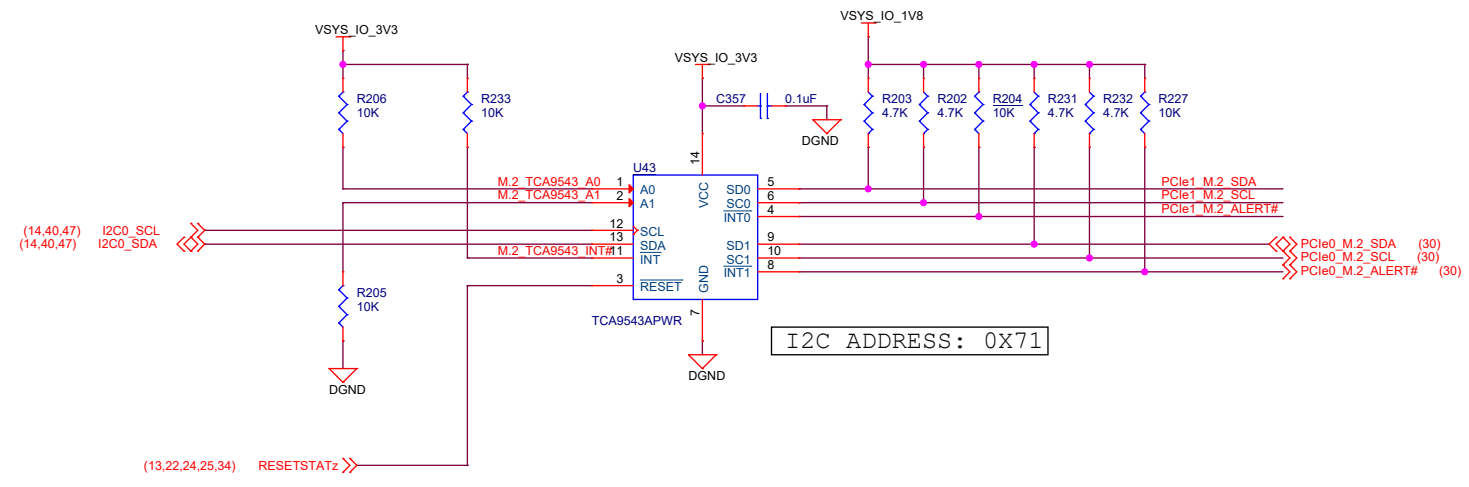 VSYS_IO_3V3
VSYS_IO_3V3
VSYS_IO_1V8
R206
10K
R233
10K
C357
0.1uF
DGND
R203
4.7K
R202
4.7K
R204
10K
R231
4.7K
R232
4.7K
R227
10K
U43
14
VCC
M.2_TCA9543_A0
1
A0
M.2_TCA9543_A1
2
A1
(14,40,47)
I2C0_SCL
12
SCL
(14,40,47)
I2C0_SDA
13
SDA
M.2_TCA9543_INT#
11
INT
3
RESET
SD0
5
PCIe1_M.2_SDA
SC0
6
PCIe1_M.2_SCL
INT0
4
PCIe1_M.2_ALERT#
SD1
9
PCIe0_M.2_SDA
(30)
SC1
10
PCIe0_M.2_SCL
(30)
INT1
8
PCIe0_M.2_ALERT#
(30)
GND
7
R205
10K
TCA9543APWR
I2C ADDRESS: 0X71
DGND
DGND
(13,22,24,25,34)
RESETSTATz